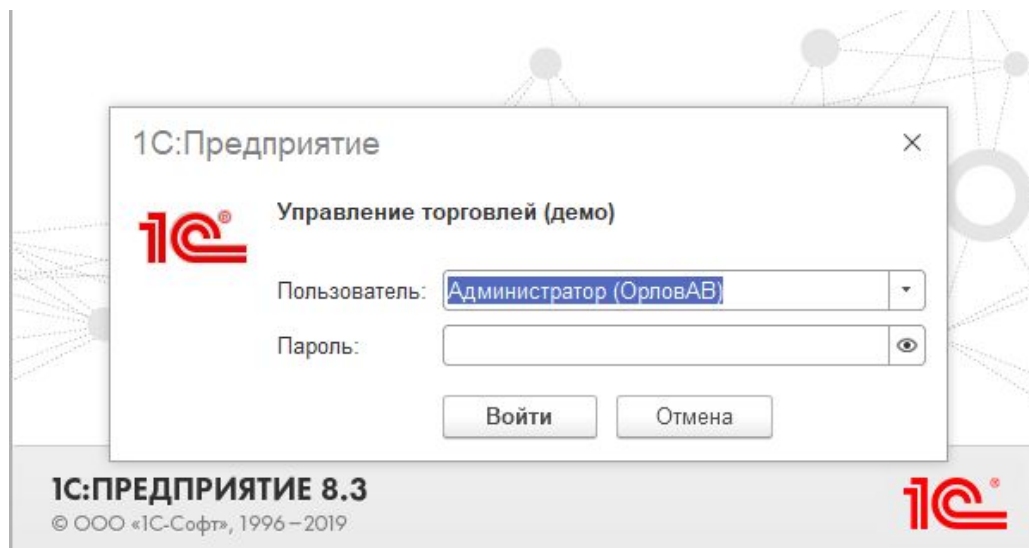 1С:Предприятие
1С®
Управление торговлей (демо)
Пользователь: Администратор (ОрловАВ)
Пароль:
Войти Отмена
1С:ПРЕДПРИЯТИЕ 8.3
© ООО «1С-Софт», 1996–2019
1С®